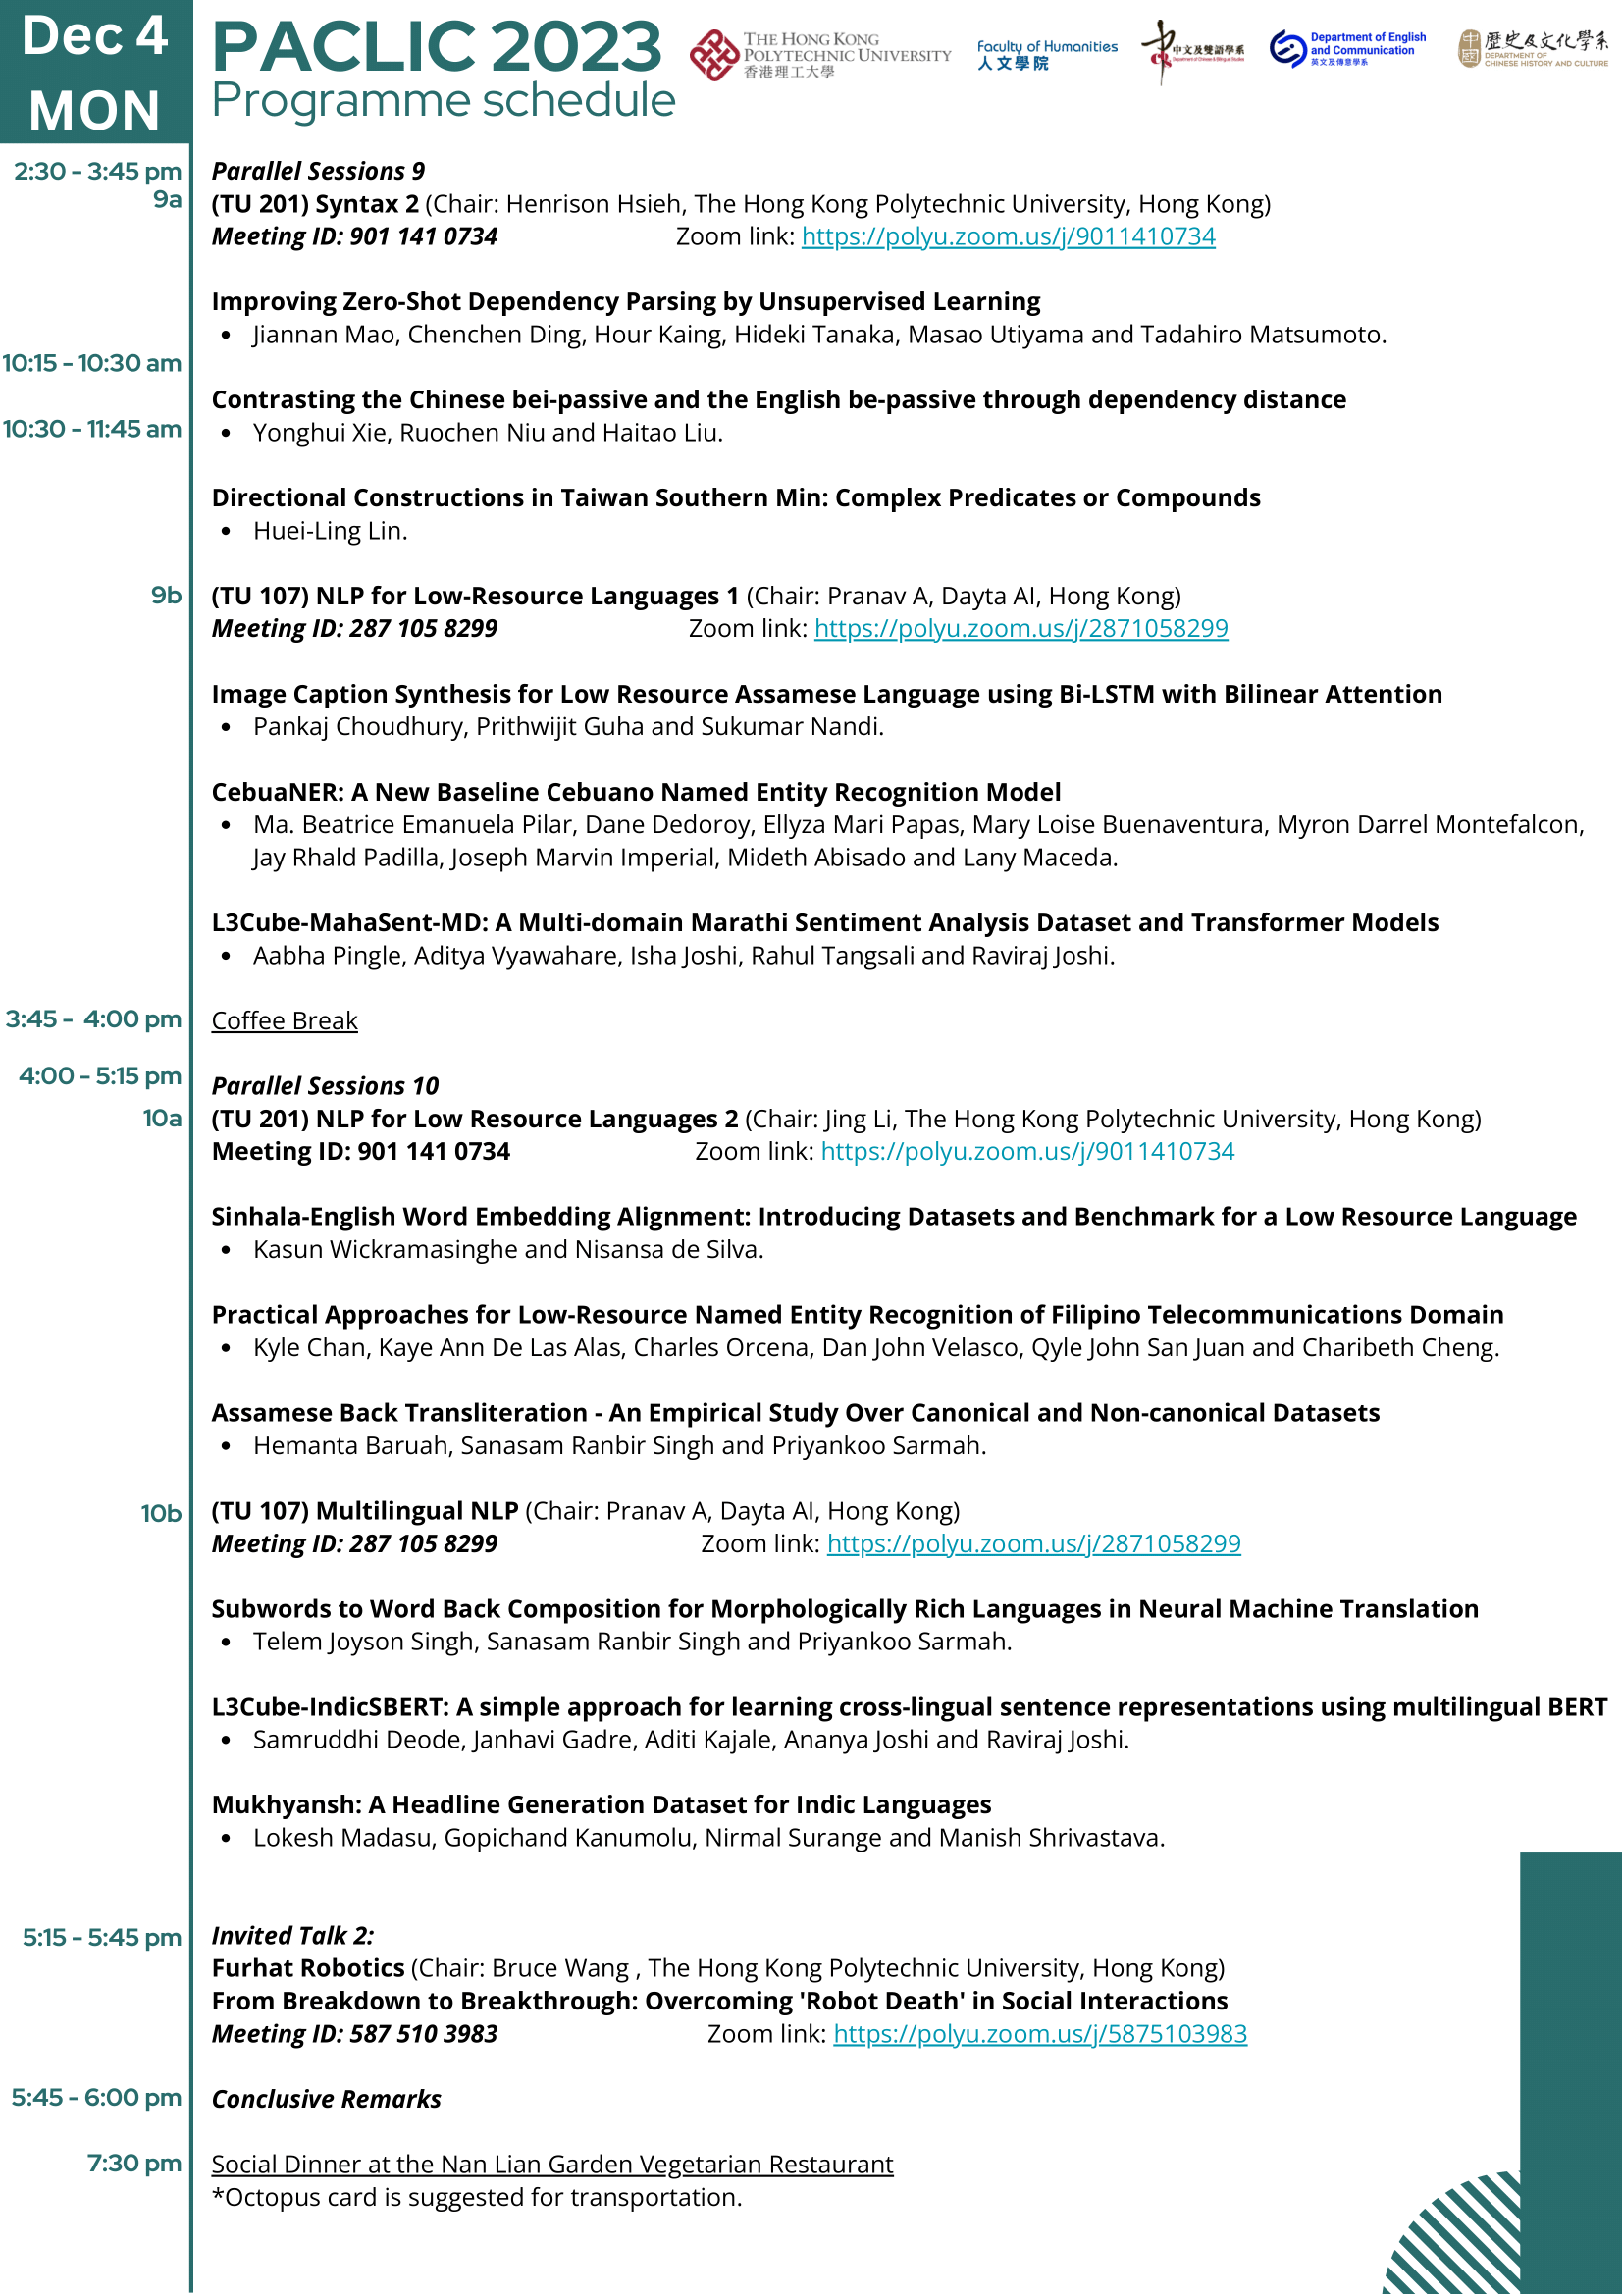 Dec 4
MON
PACLIC 2023
Programme schedule
THE HONG KONG
POLYTECHNIC UNIVERSITY
香港理工大學
Faculty of Humanities
人文學院
中文及雙語學系
Department of Chinese & Bilingual Studies
Department of English
and Communication
英文及傳意學系
中國
歷史及文化學系
DEPARTMENT OF
CHINESE HISTORY AND CULTURE
2:30 - 3:45 pm
Parallel Sessions 9
9a
(TU 201) Syntax 2 (Chair: Henrison Hsieh, The Hong Kong Polytechnic University, Hong Kong)
Meeting ID: 901 141 0734 Zoom link: https://polyu.zoom.us/j/9011410734
Improving Zero-Shot Dependency Parsing by Unsupervised Learning
• Jiannan Mao, Chenchen Ding, Hour Kaing, Hideki Tanaka, Masao Utiyama and Tadahiro Matsumoto.
10:15 - 10:30 am
Contrasting the Chinese bei-passive and the English be-passive through dependency distance
10:30 - 11:45 am
• Yonghui Xie, Ruochen Niu and Haitao Liu.
Directional Constructions in Taiwan Southern Min: Complex Predicates or Compounds
• Huei-Ling Lin.
9b
(TU 107) NLP for Low-Resource Languages 1 (Chair: Pranav A, Dayta AI, Hong Kong)
Meeting ID: 287 105 8299 Zoom link: https://polyu.zoom.us/j/2871058299
Image Caption Synthesis for Low Resource Assamese Language using Bi-LSTM with Bilinear Attention
• Pankaj Choudhury, Prithwijit Guha and Sukumar Nandi.
CebuaNER: A New Baseline Cebuano Named Entity Recognition Model
• Ma. Beatrice Emanuela Pilar, Dane Dedoroy, Ellyza Mari Papas, Mary Loise Buenaventura, Myron Darrel Montefalcon,
Jay Rhald Padilla, Joseph Marvin Imperial, Mideth Abisado and Lany Maceda.
L3Cube-MahaSent-MD: A Multi-domain Marathi Sentiment Analysis Dataset and Transformer Models
• Aabha Pingle, Aditya Vyawahare, Isha Joshi, Rahul Tangsali and Raviraj Joshi.
3:45 - 4:00 pm
Coffee Break
4:00 - 5:15 pm
Parallel Sessions 10
10a
(TU 201) NLP for Low Resource Languages 2 (Chair: Jing Li, The Hong Kong Polytechnic University, Hong Kong)
Meeting ID: 901 141 0734 Zoom link: https://polyu.zoom.us/j/9011410734
Sinhala-English Word Embedding Alignment: Introducing Datasets and Benchmark for a Low Resource Language
• Kasun Wickramasinghe and Nisansa de Silva.
Practical Approaches for Low-Resource Named Entity Recognition of Filipino Telecommunications Domain
• Kyle Chan, Kaye Ann De Las Alas, Charles Orcena, Dan John Velasco, Qyle John San Juan and Charibeth Cheng.
Assamese Back Transliteration - An Empirical Study Over Canonical and Non-canonical Datasets
• Hemanta Baruah, Sanasam Ranbir Singh and Priyankoo Sarmah.
10b
(TU 107) Multilingual NLP (Chair: Pranav A, Dayta AI, Hong Kong)
Meeting ID: 287 105 8299 Zoom link: https://polyu.zoom.us/j/2871058299
Subwords to Word Back Composition for Morphologically Rich Languages in Neural Machine Translation
• Telem Joyson Singh, Sanasam Ranbir Singh and Priyankoo Sarmah.
L3Cube-IndicSBERT: A simple approach for learning cross-lingual sentence representations using multilingual BERT
• Samruddhi Deode, Janhavi Gadre, Aditi Kajale, Ananya Joshi and Raviraj Joshi.
Mukhyansh: A Headline Generation Dataset for Indic Languages
• Lokesh Madasu, Gopichand Kanumolu, Nirmal Surange and Manish Shrivastava.
5:15 - 5:45 pm
Invited Talk 2:
Furhat Robotics (Chair: Bruce Wang , The Hong Kong Polytechnic University, Hong Kong)
From Breakdown to Breakthrough: Overcoming 'Robot Death' in Social Interactions
Meeting ID: 587 510 3983 Zoom link: https://polyu.zoom.us/j/5875103983
5:45 - 6:00 pm
Conclusive Remarks
7:30 pm
Social Dinner at the Nan Lian Garden Vegetarian Restaurant
*Octopus card is suggested for transportation.